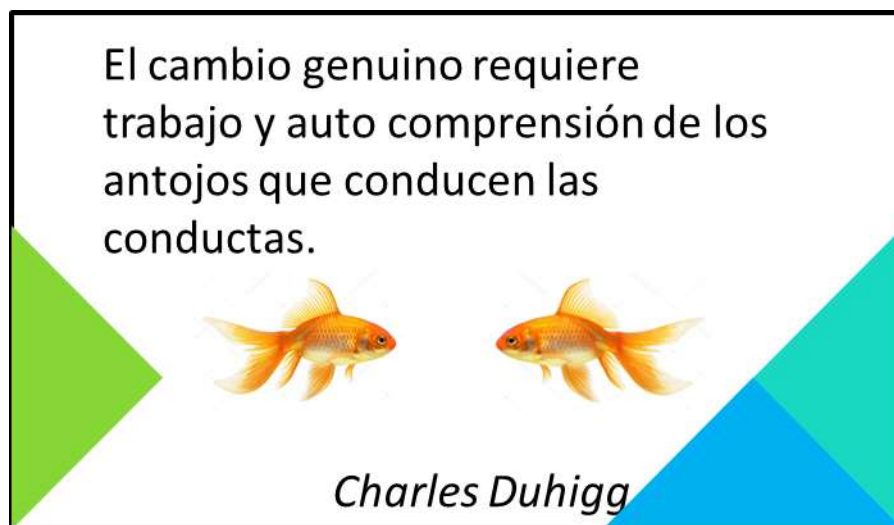 El cambio genuino requiere
trabajo y auto comprensión de los
antojos que conducen las
conductas.
Charles Duhigg